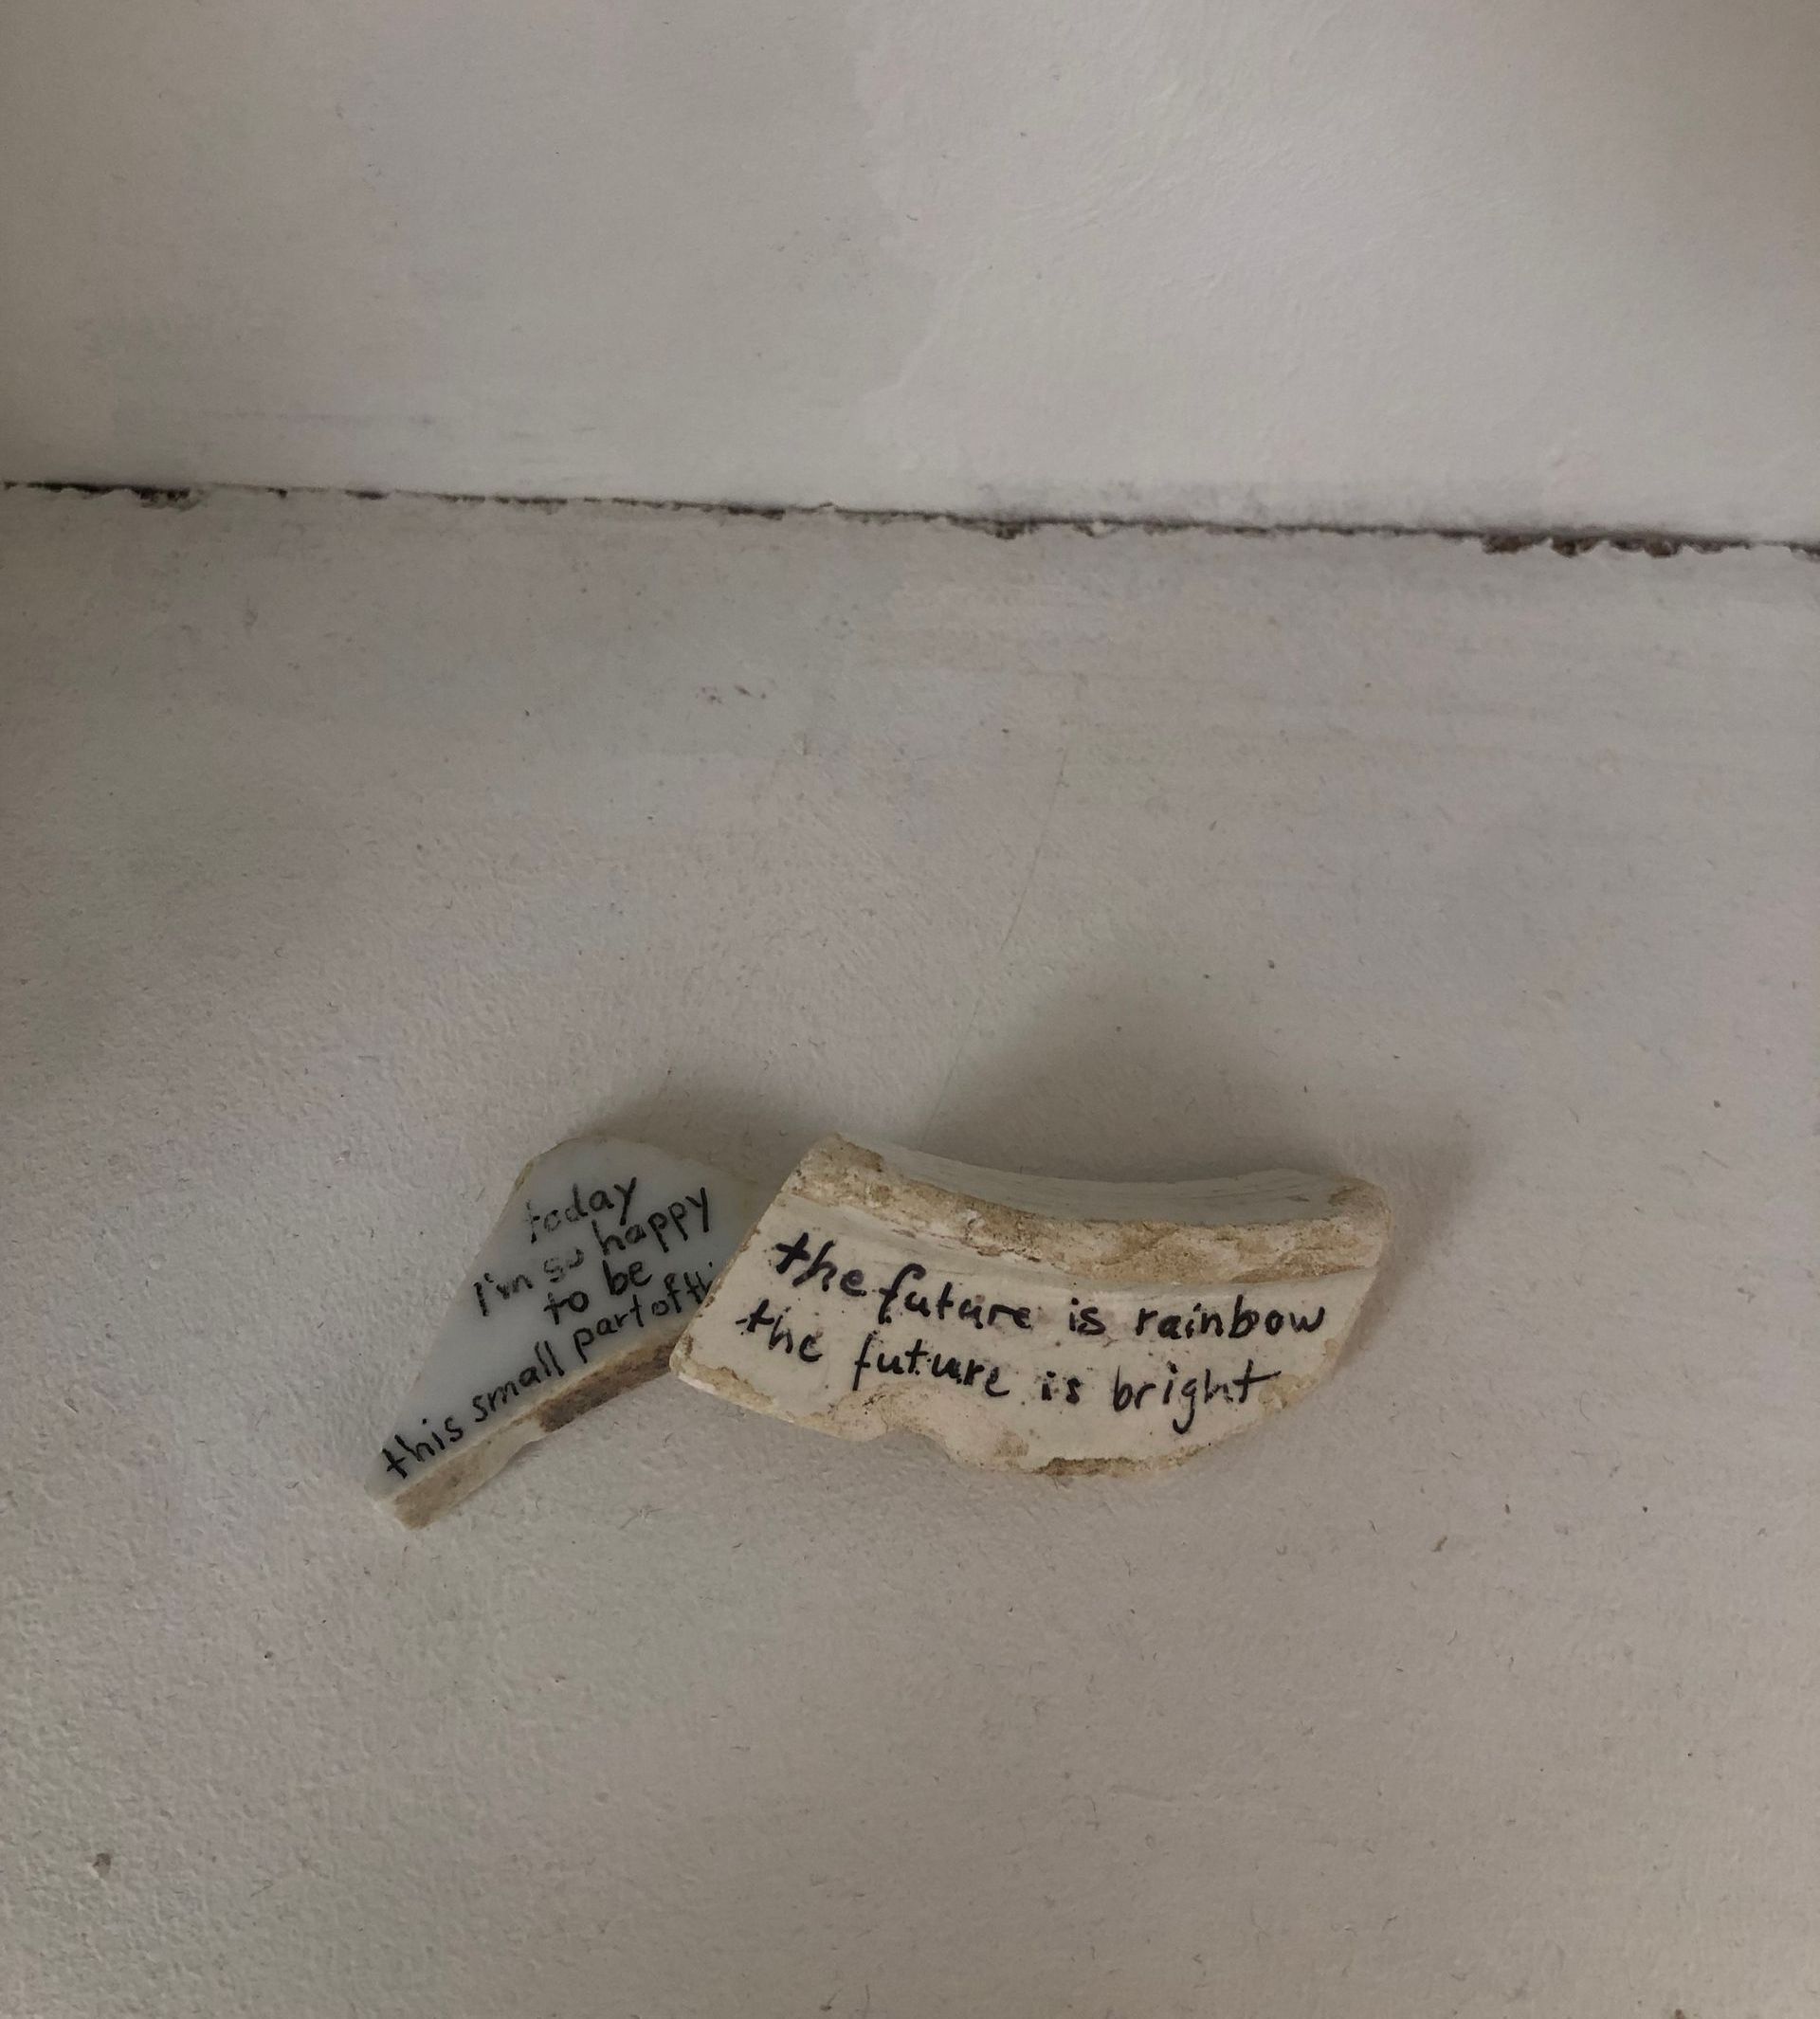 today
I'm so happy
to be
this small part of
the future is rainbow
the future is bright